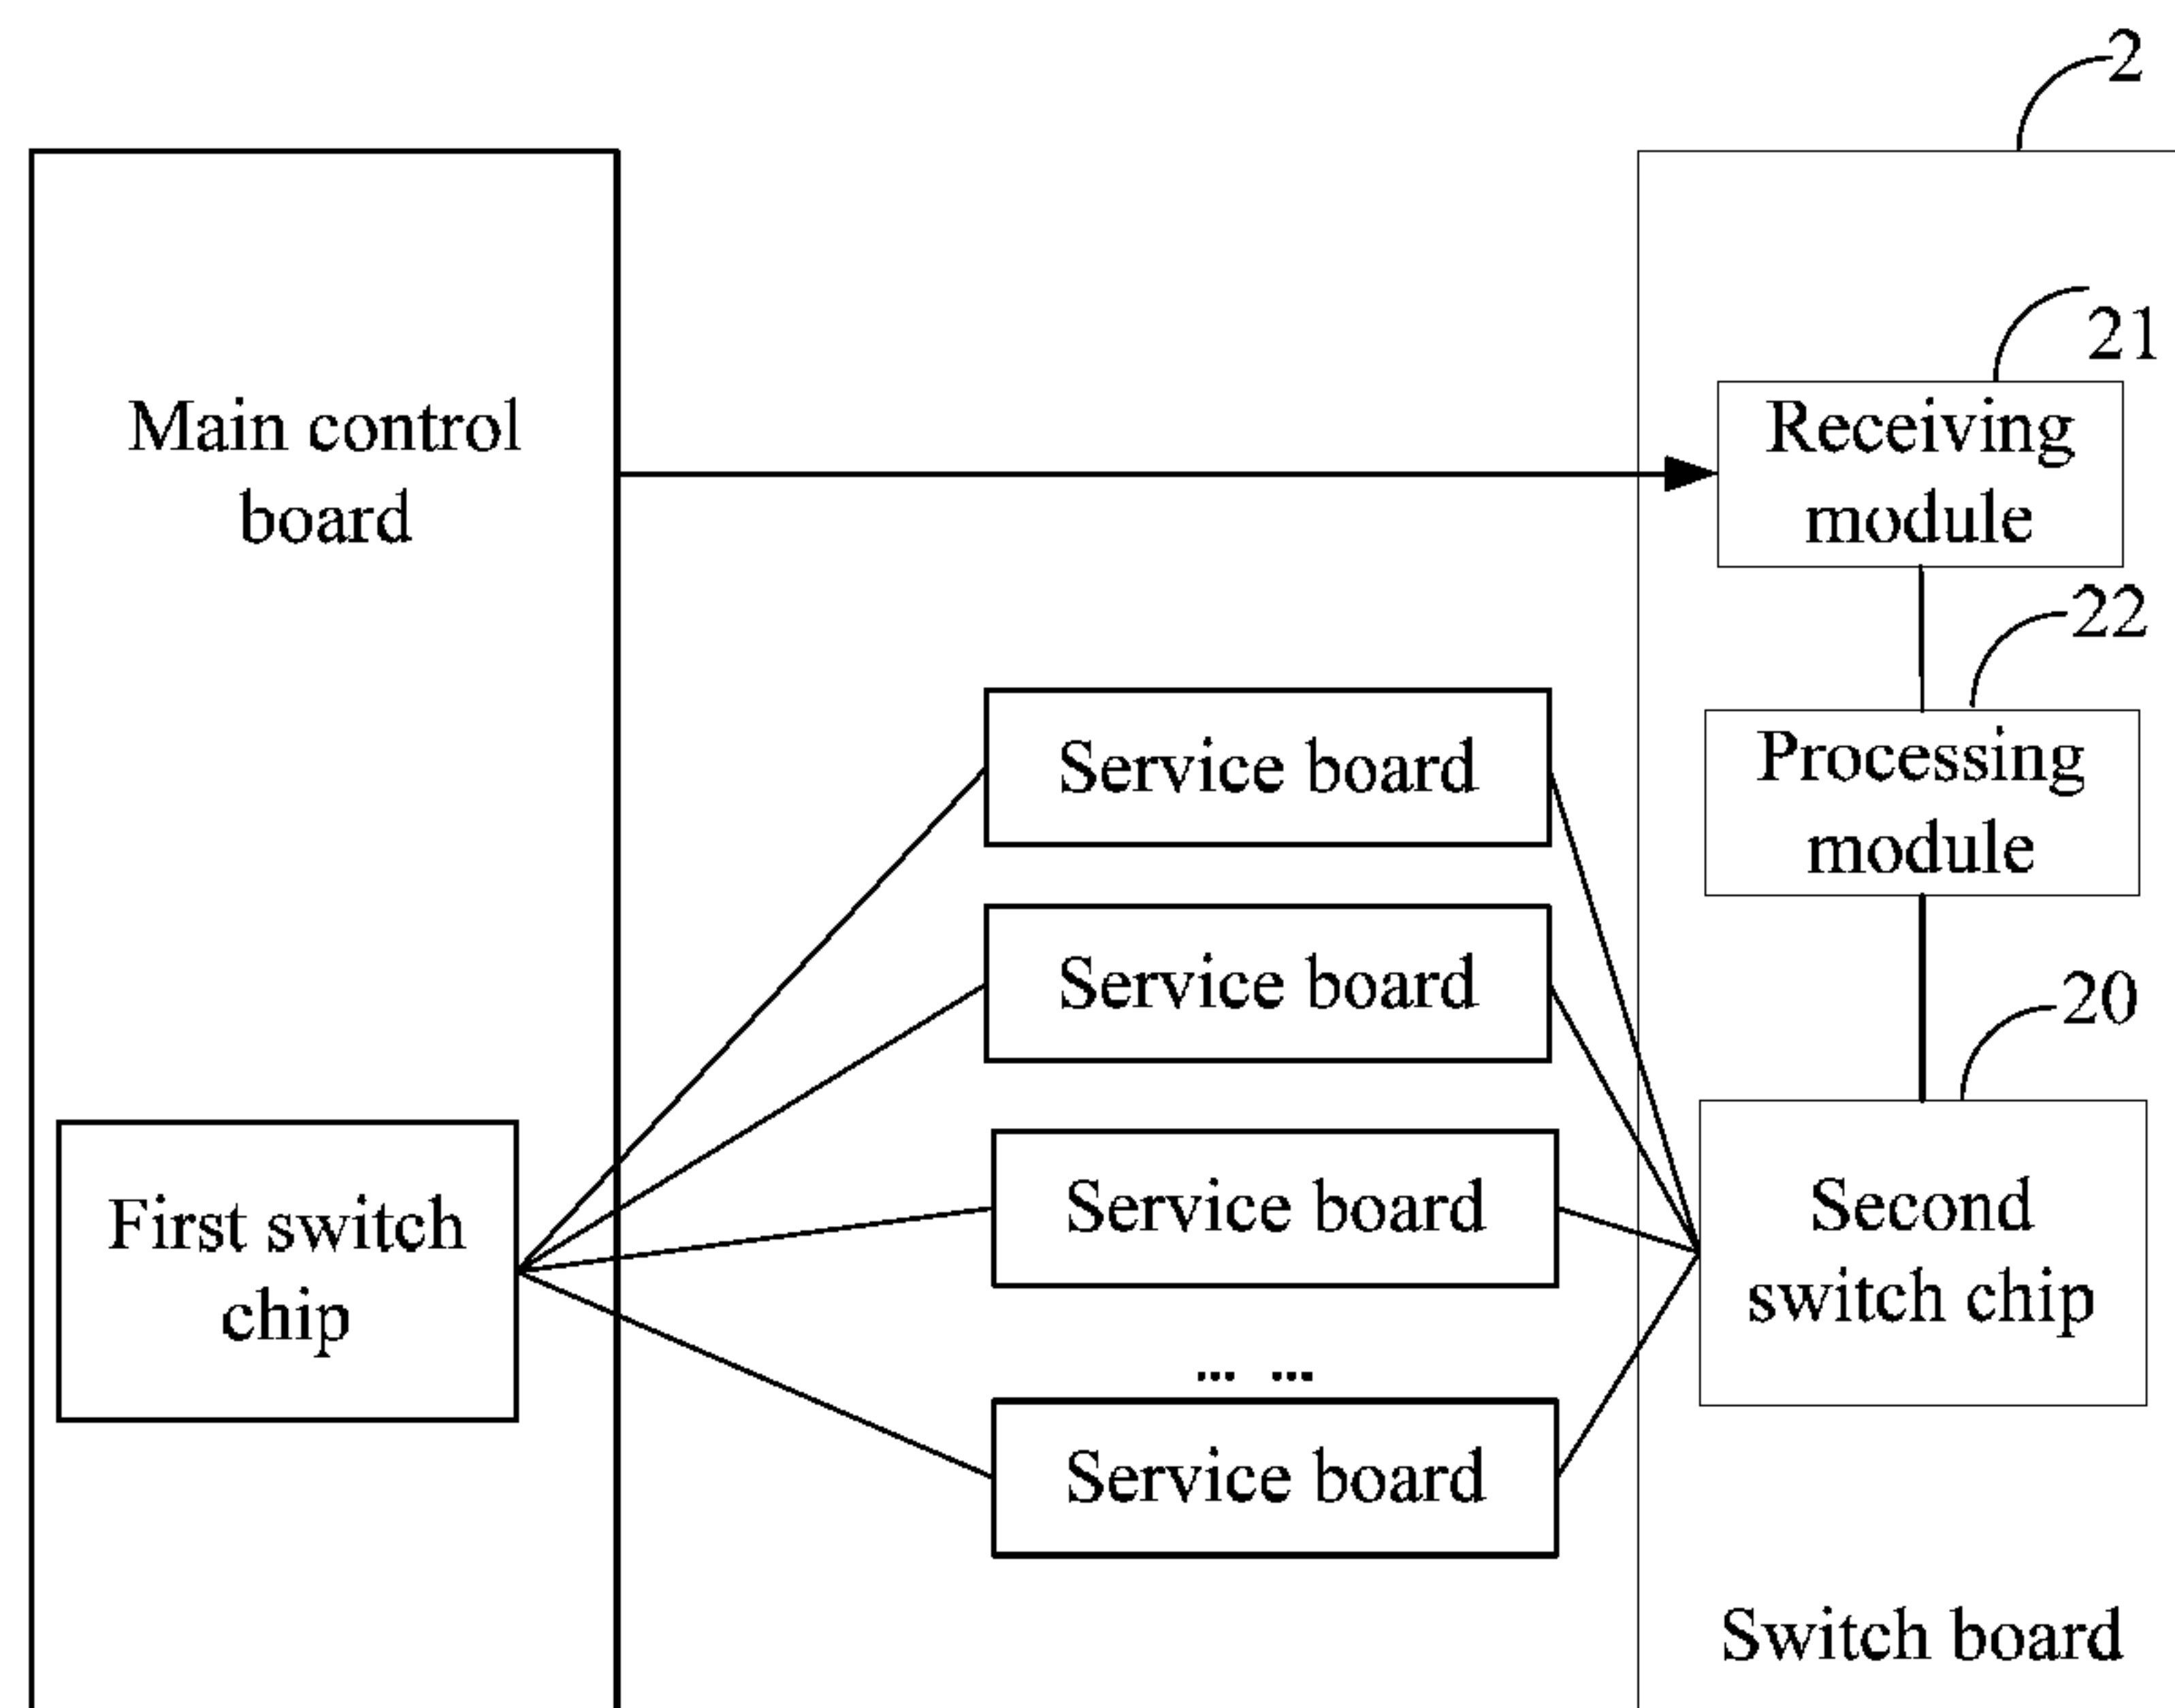 2
Main control
board
21
Receiving
module
22
Processing
module
Service board
Service board
20
Service board
First switch
chip
Second
switch chip
... ...
Service board
Switch board